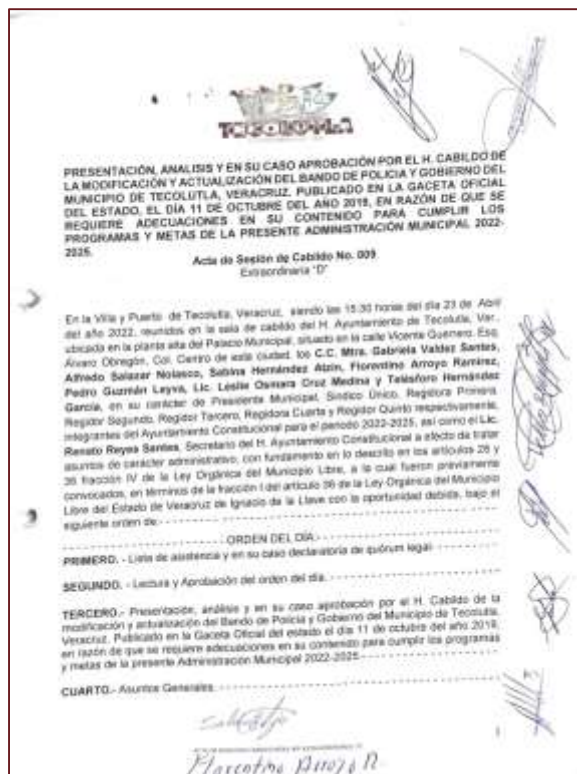 TECOLUTLA
PRESENTACIÓN, ANALISIS Y EN SU CASO APROBACIÓN POR EL H. CABILDO DE
LA MODIFICACIÓN Y ACTUALIZACIÓN DEL BANDO DE POLICIA Y GOBIERNO DEL
MUNICIPIO DE TECOLUTLA, VERACRUZ. PUBLICADO EN LA GACETA OFICIAL
DEL ESTADO, EL DÍA 11 DE OCTUBRE DEL AÑO 2019, EN RAZÓN DE QUE SE
REQUIERE ADECUACIONES EN SU CONTENIDO PARA CUMPLIR LOS
PROGRAMAS Y METAS DE LA PRESENTE ADMINISTRACIÓN MUNICIPAL 2022-
2025.
Acta de Sesión de Cabildo No. 009
Extraordinaria "D"
En la Villa y Puerto de Tecolutla, Veracruz, siendo las 15:30 horas del día 23 de Abril
del año 2022, reunidos en la sala de cabildo del H. Ayuntamiento de Tecolutla, Ver.,
ubicada en la planta alta del Palacio Municipal, situado en la calle Vicente Guerrero, Esq.
Álvaro Obregón, Col. Centro de esta ciudad, los C.C. Mtra. Gabriela Valdez Santes,
Alfredo Salazar Nolasco, Sabina Hernández Atzin, Florentino Arroyo Ramírez,
Pedro Guzmán Leyva, Lic. Leslie Osmara Cruz Medina y Telésforo Hernández
García, en su carácter de Presidente Municipal, Síndico Único, Regidora Primera,
Regidor Segundo, Regidor Tercero, Regidora Cuarta y Regidor Quinto respectivamente,
integrantes del Ayuntamiento Constitucional para el periodo 2022-2025, así como el Lic.
Renato Reyes Santes, Secretario del H. Ayuntamiento Constitucional a efecto de tratar
asuntos de carácter administrativo, con fundamento en lo descrito en los artículos 28 y
36 fracción IV de la Ley Orgánica del Municipio Libre, a la cual fueron previamente
convocados, en términos de la fracción I del artículo 36 de la Ley Orgánica del Municipio
Libre del Estado de Veracruz de Ignacio de la Llave con la oportunidad debida, bajo el
siguiente orden de:
ORDEN DEL DÍA
PRIMERO. - Lista de asistencia y en su caso declaratoria de quórum legal
SEGUNDO. - Lectura y Aprobación del orden del día.
TERCERO.- Presentación, análisis y en su caso aprobación por el H. Cabildo de la
modificación y actualización del Bando de Policía y Gobierno del Municipio de Tecolutla,
Veracruz. Publicado en la Gaceta Oficial del estado el día 11 de octubre del año 2019,
en razón de que se requiere adecuaciones en su contenido para cumplir los programas
y metas de la presente Administración Municipal 2022-2025
CUARTO.- Asuntos Generales
Florentino Arroyo R.